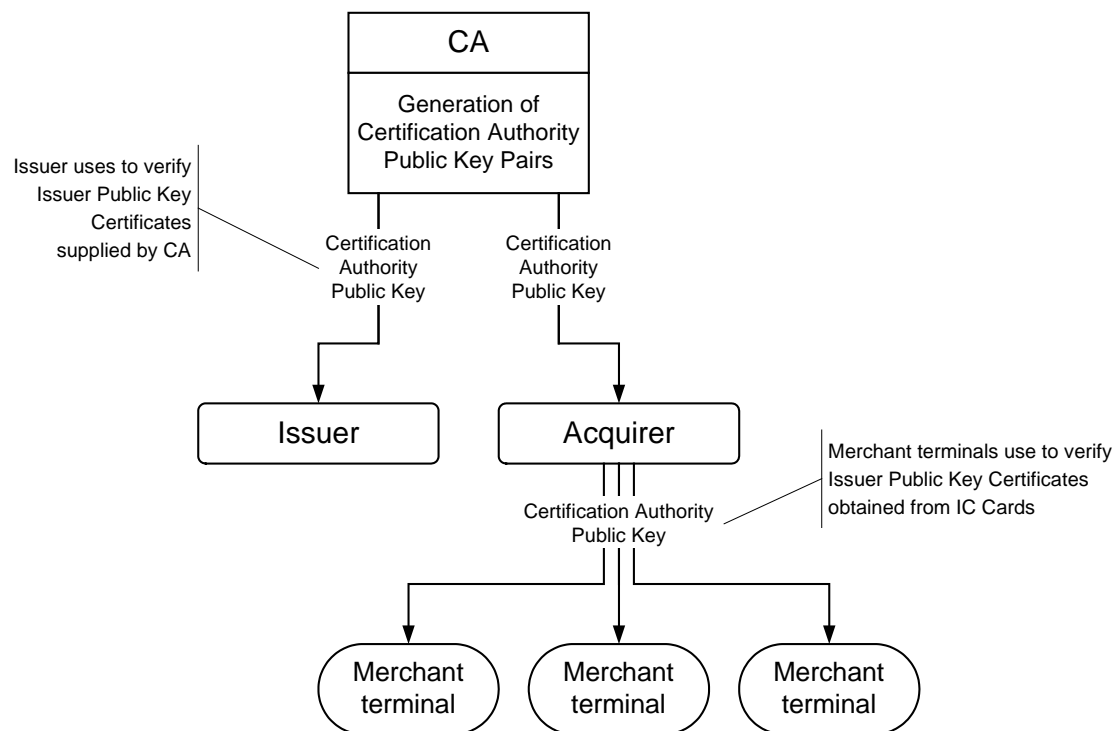 CA
Generation of
Certification Authority
Public Key Pairs
Issuer uses to verify
Issuer Public Key
Certificates
supplied by CA
Certification
Authority
Public Key
Certification
Authority
Public Key
Issuer
Acquirer
Merchant terminals use to verify
Issuer Public Key Certificates
obtained from IC Cards
Certification Authority
Public Key
Merchant
terminal
Merchant
terminal
Merchant
terminal